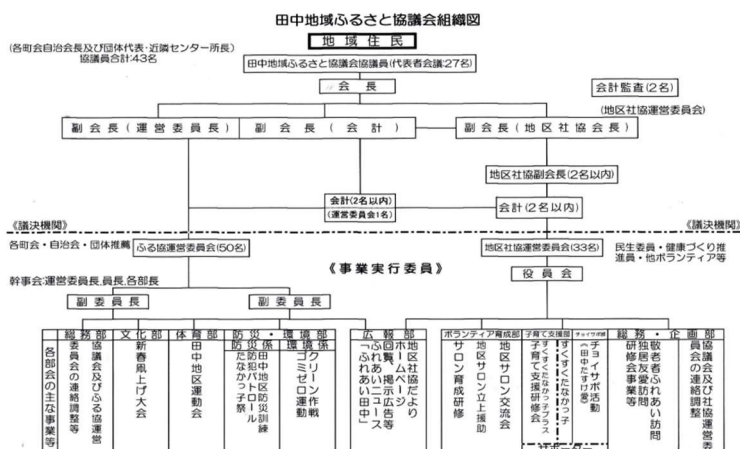 田中地域ふるさと協議会組織図
地域住民
(各町会自治会長及び団体代表・近隣センター所長)
協議員合計:43名
田中地域ふるさと協議会協議員(代表者会議:27名)
会長
会計監査(2名)
(地区社協運営委員会)
副会長(運営委員長)
副会長(会計)
副会長(地区社協会長)
地区社協副会長(2名以内)
会計(2名以内)
(運営委員会1名)
会計(2名以内)
《議決機関》
《議決機関》
各町会・自治会・団体推薦
ふる協運営委員会(50名)
地区社協運営委員会(33名)
民生委員・健康づくり推
進員・他ボランティア等
《事業実行委員》
役員会
幹事会:運営委員長,員長,各部長
副委員長
副委員長
各部会の主な事業等
総務部
協議会及びふる協運営
委員会の連絡調整等
文化部
新春凧上げ大会
体育部
田中地区運動会
防災・環境部
防災係
田中地区防災訓練
防犯パトロール
たなかっ子祭
環境係
クリーン作戦
ゴミゼロ運動
広報部
地区社協だより
ホームページ
回覧、掲示広告等
ふれあいニュース
「ふれあい田中」
ボランティア育成部
地区サロン交流会
地区サロン立上援助
サロン育成研修
子育て支援部
すくすくたなかっ子
すくすくたなかっ子プラス
子育て支援研修会
チョイサポ部
チョイサポ活動
《田中たすけ愛》
サポーター
総務・企画部
協議会及び社協運営委
員会の連絡調整
敬老者ふれあい訪問
独居友愛訪問
研修会事業等